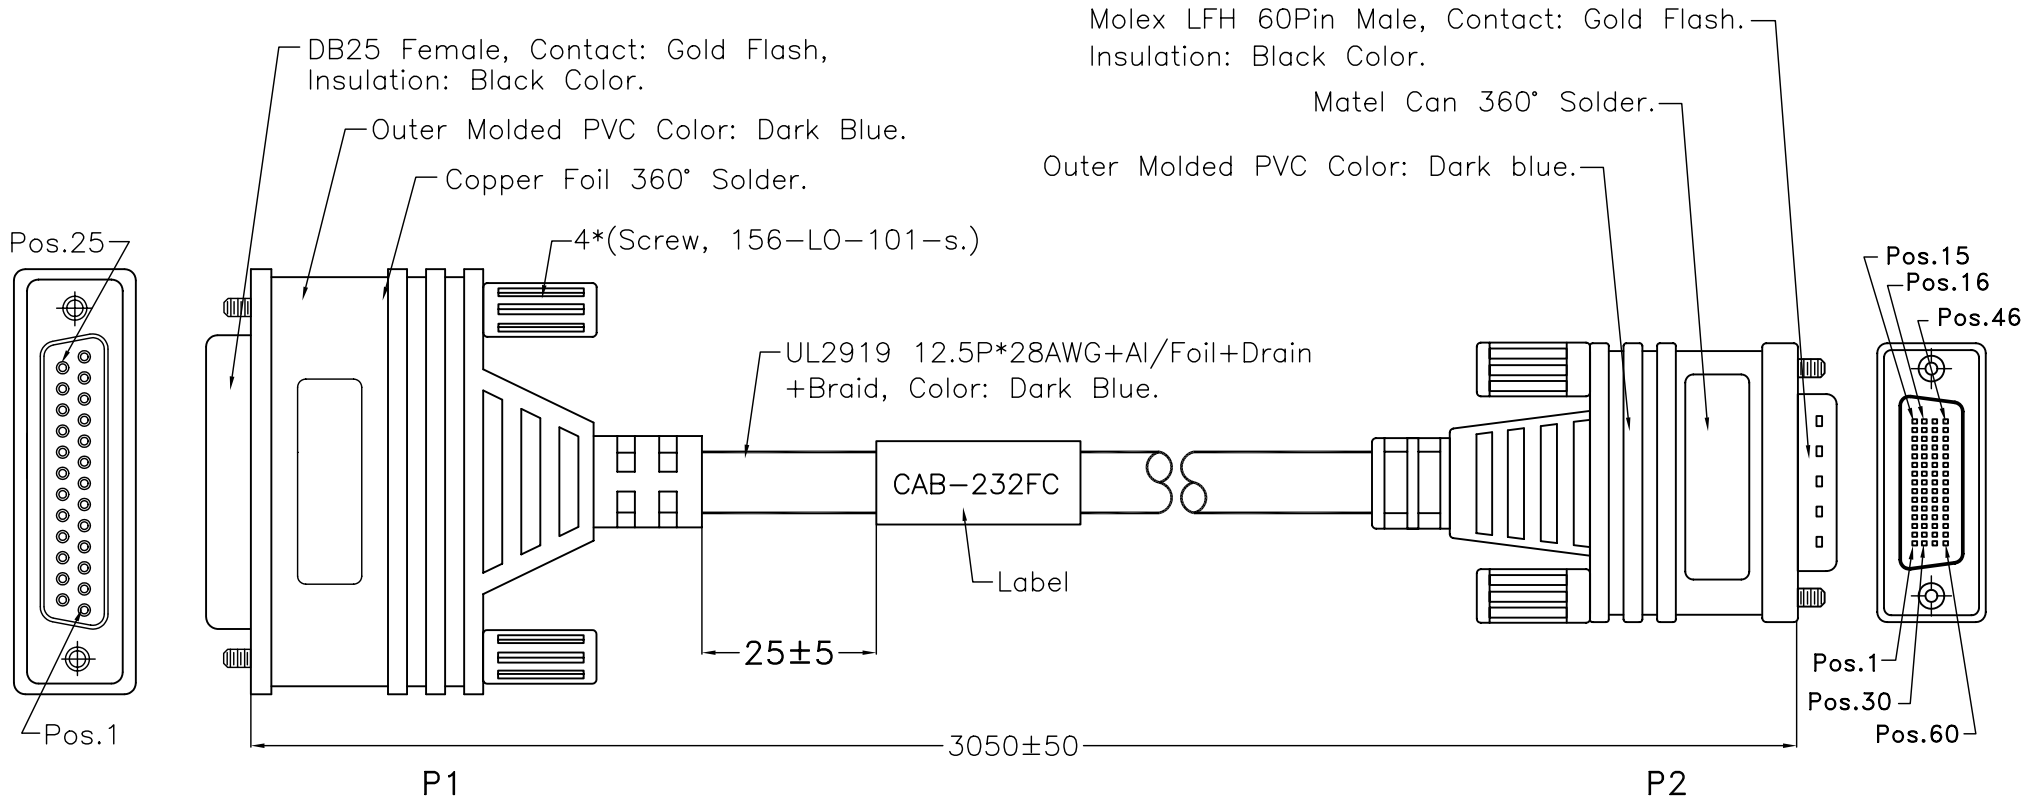 Molex LFH 60Pin Male, Contact: Gold Flash.
Insulation: Black Color.
DB25 Female, Contact: Gold Flash,
Insulation: Black Color.
Matel Can 360° Solder.
Outer Molded PVC Color: Dark Blue.
Outer Molded PVC Color: Dark blue.
Copper Foil 360° Solder.
Pos.25
4*(Screw, 156-LO-101-s.)
Pos.15
Pos.16
Pos.46
UL2919 12.5P*28AWG+Al/Foil+Drain
+Braid, Color: Dark Blue.
CAB-232FC
Label
25±5
Pos.1
Pos.30
Pos.60
Pos.1
3050±50
P1
P2